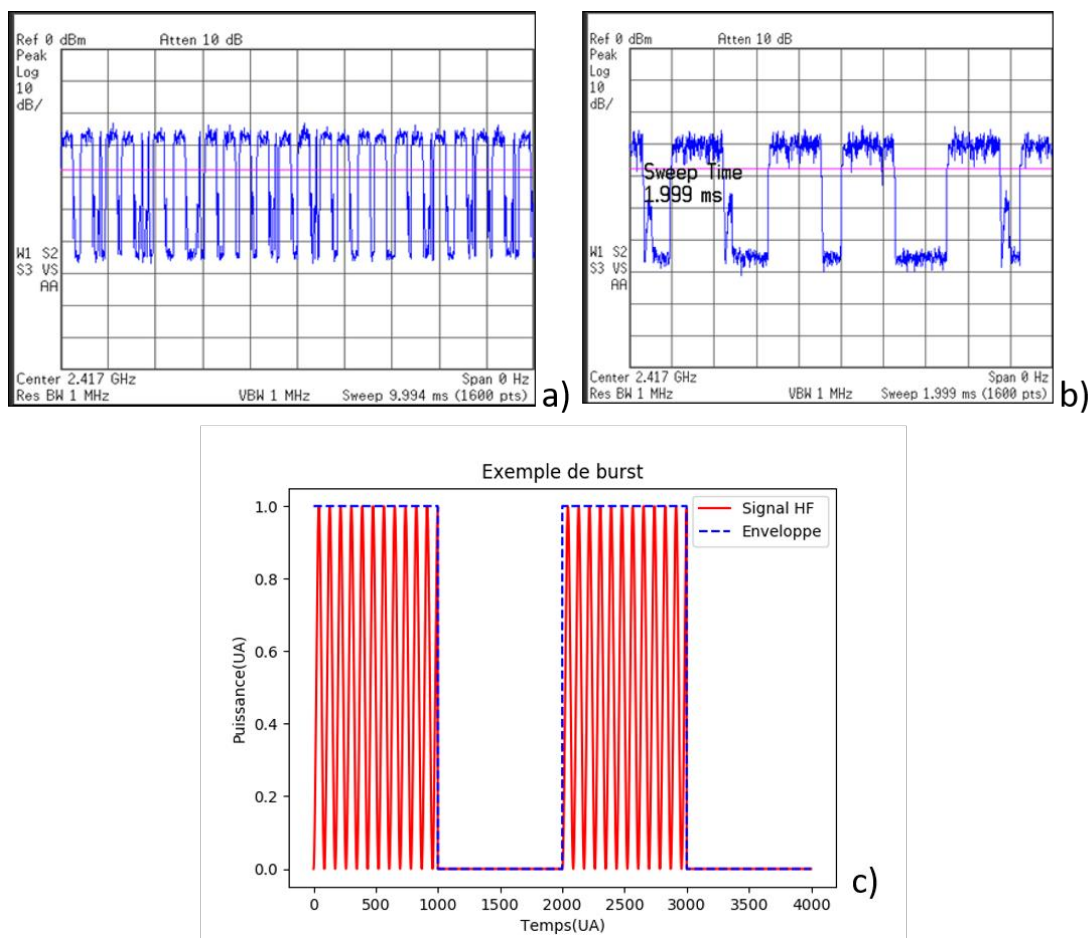 Ref 0 dBm Atten 10 dB
Peak
Log
10
dB/
W1 S2
S3 VS
AA
Center 2.417 GHz Span 0 Hz
Res BW 1 MHz VBW 1 MHz Sweep 9.994 ms (1600 pts)
a)
Ref 0 dBm Atten 10 dB
Peak
Log
10
dB/
Sweep Time
1.999 ms
W1 S2
S3 VS
AA
Center 2.417 GHz Span 0 Hz
Res BW 1 MHz VBW 1 MHz Sweep 1.999 ms (1600 pts)
b)
Exemple de burst
Signal HF
Enveloppe
Puissance(UA)
1.0
0.8
0.6
0.4
0.2
0.0
0 500 1000 1500 2000 2500 3000 3500 4000
Temps(UA)
c)